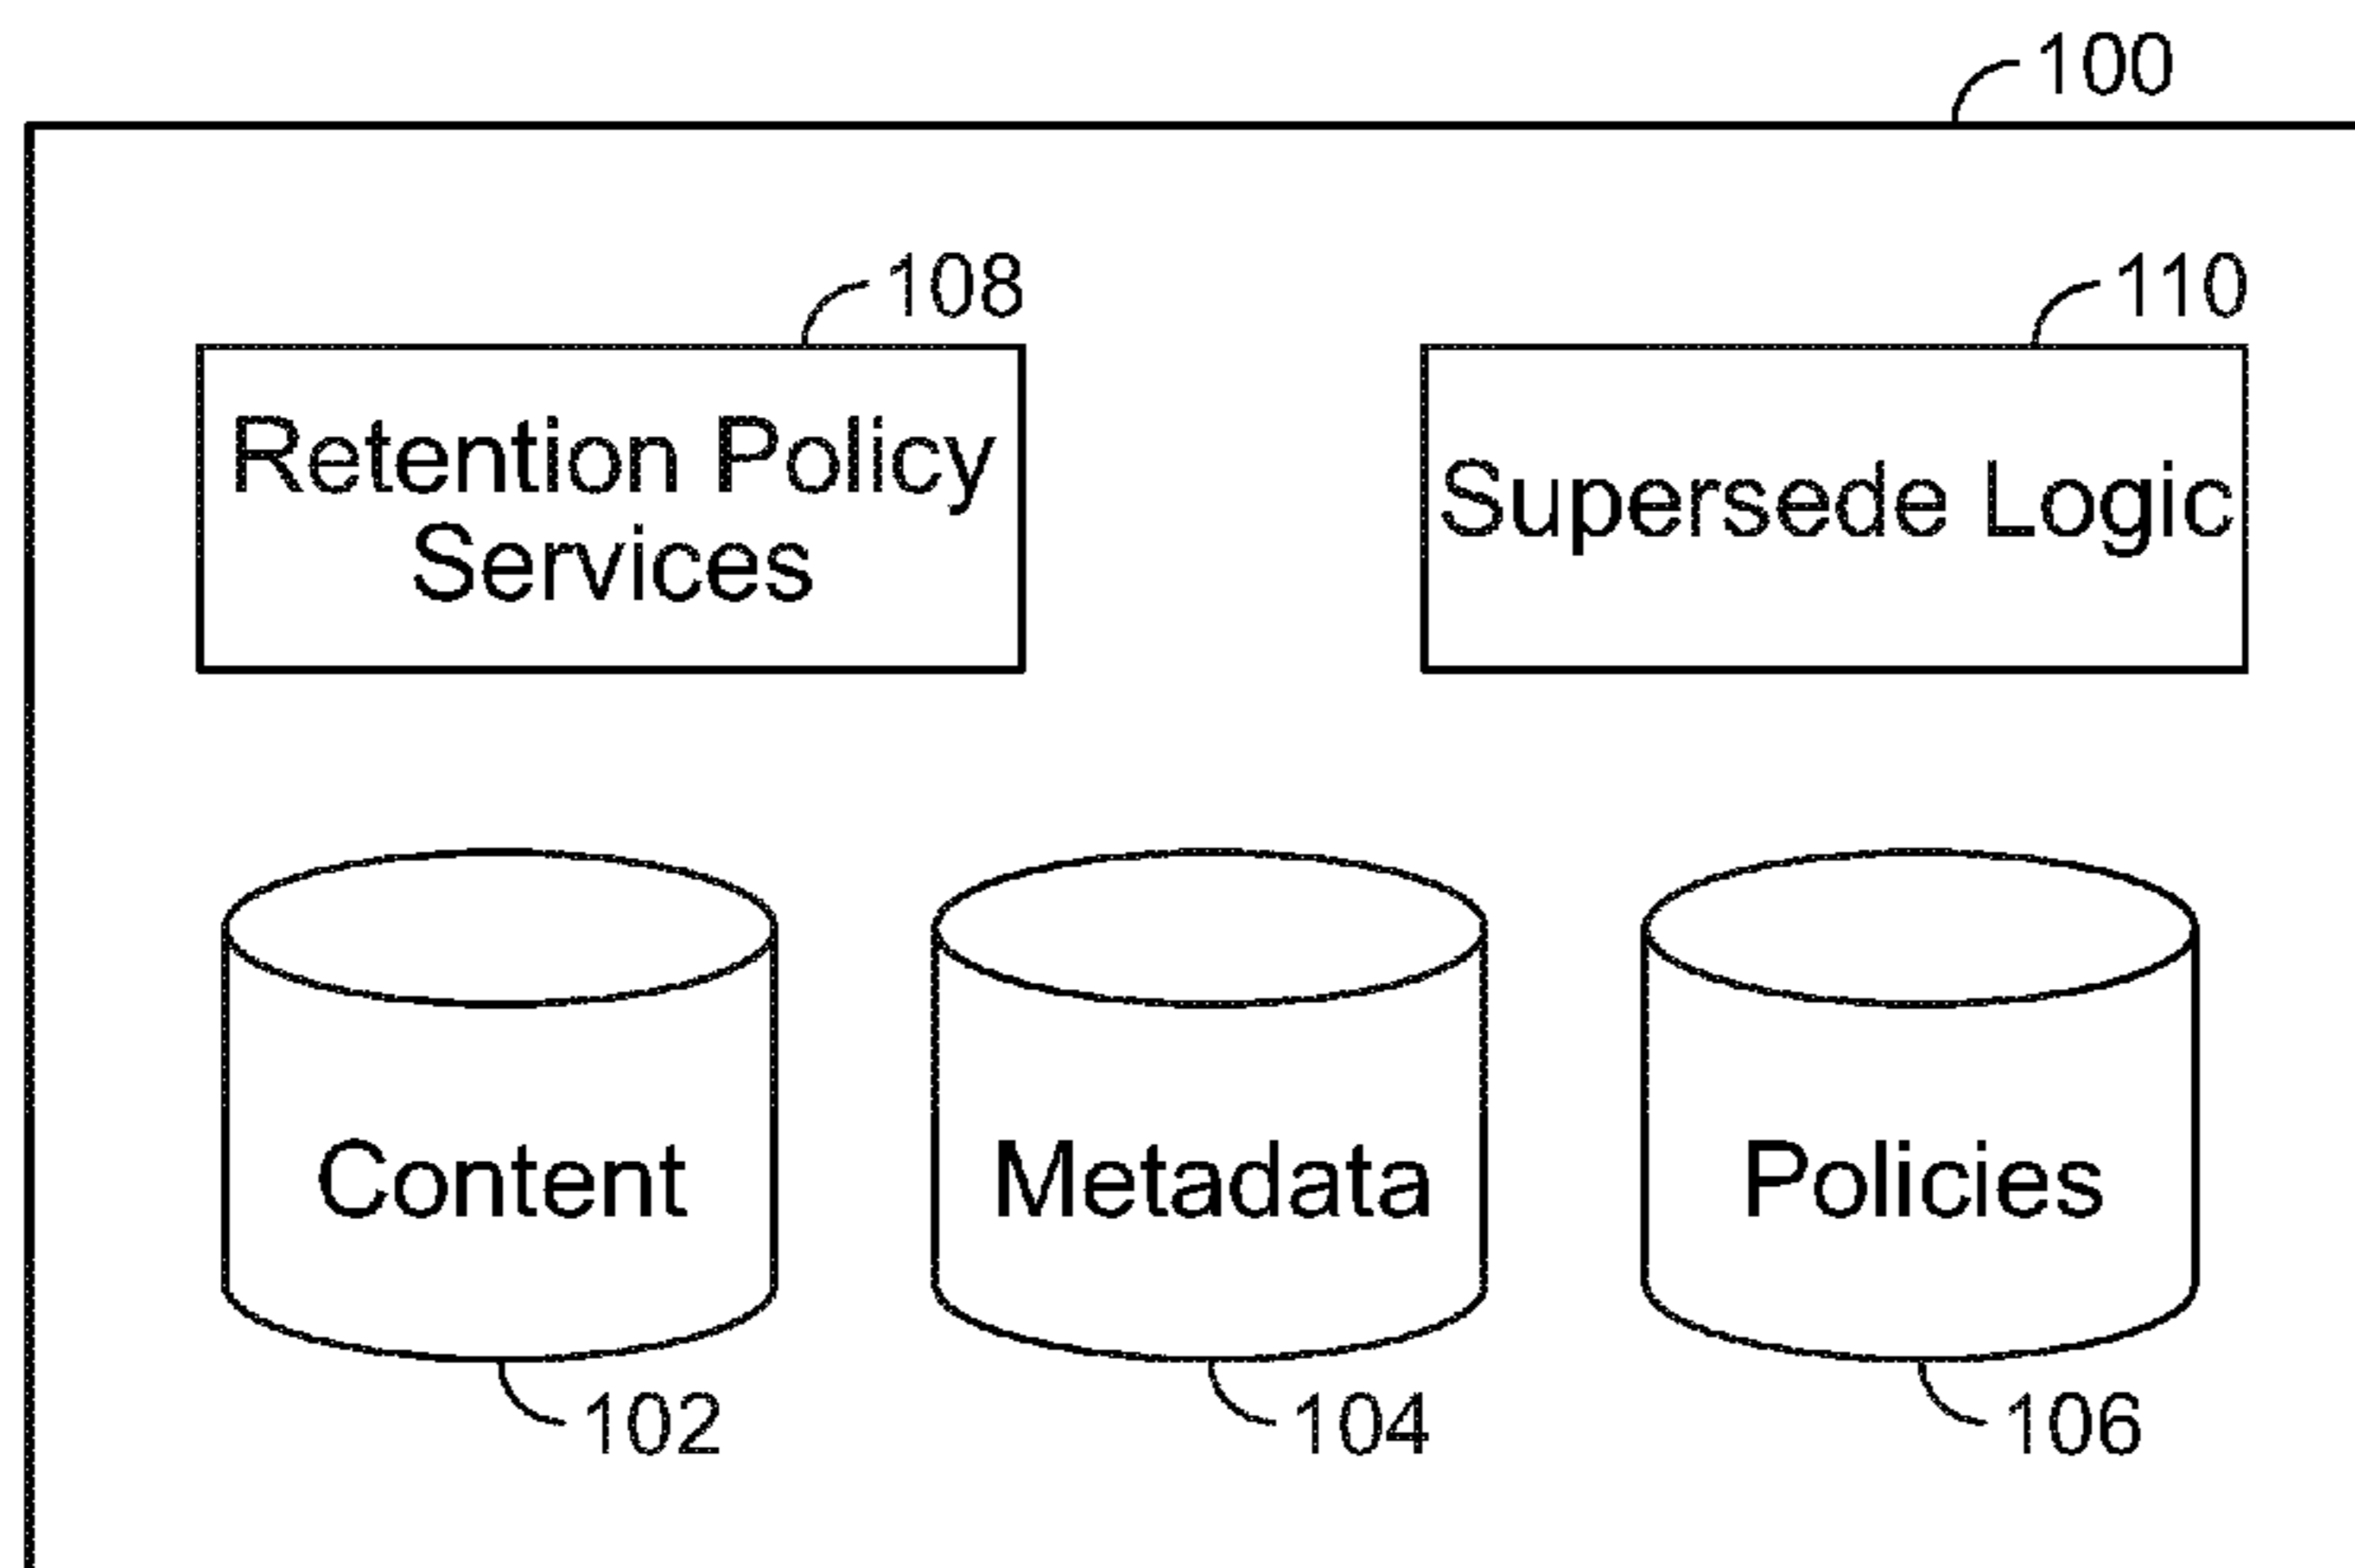 100
108
110
Retention Policy
Services
Supersede Logic
Content
Metadata
Policies
102
104
106